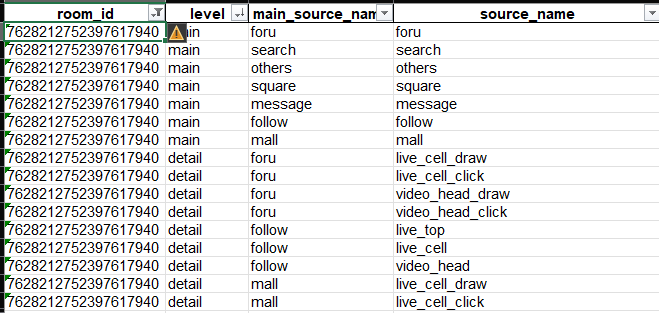 room_id level main_source_nam source_name
7628212752397617940 in foru foru
7628212752397617940 main search search
7628212752397617940 main others others
7628212752397617940 main square square
7628212752397617940 main message message
7628212752397617940 main follow follow
7628212752397617940 main mall mall
7628212752397617940 detail foru live_cell_draw
7628212752397617940 detail foru live_cell_click
7628212752397617940 detail foru video_head_draw
7628212752397617940 detail foru video_head_click
7628212752397617940 detail follow live_top
7628212752397617940 detail follow live_cell
7628212752397617940 detail follow video_head
7628212752397617940 detail mall live_cell_draw
7628212752397617940 detail mall live_cell_click